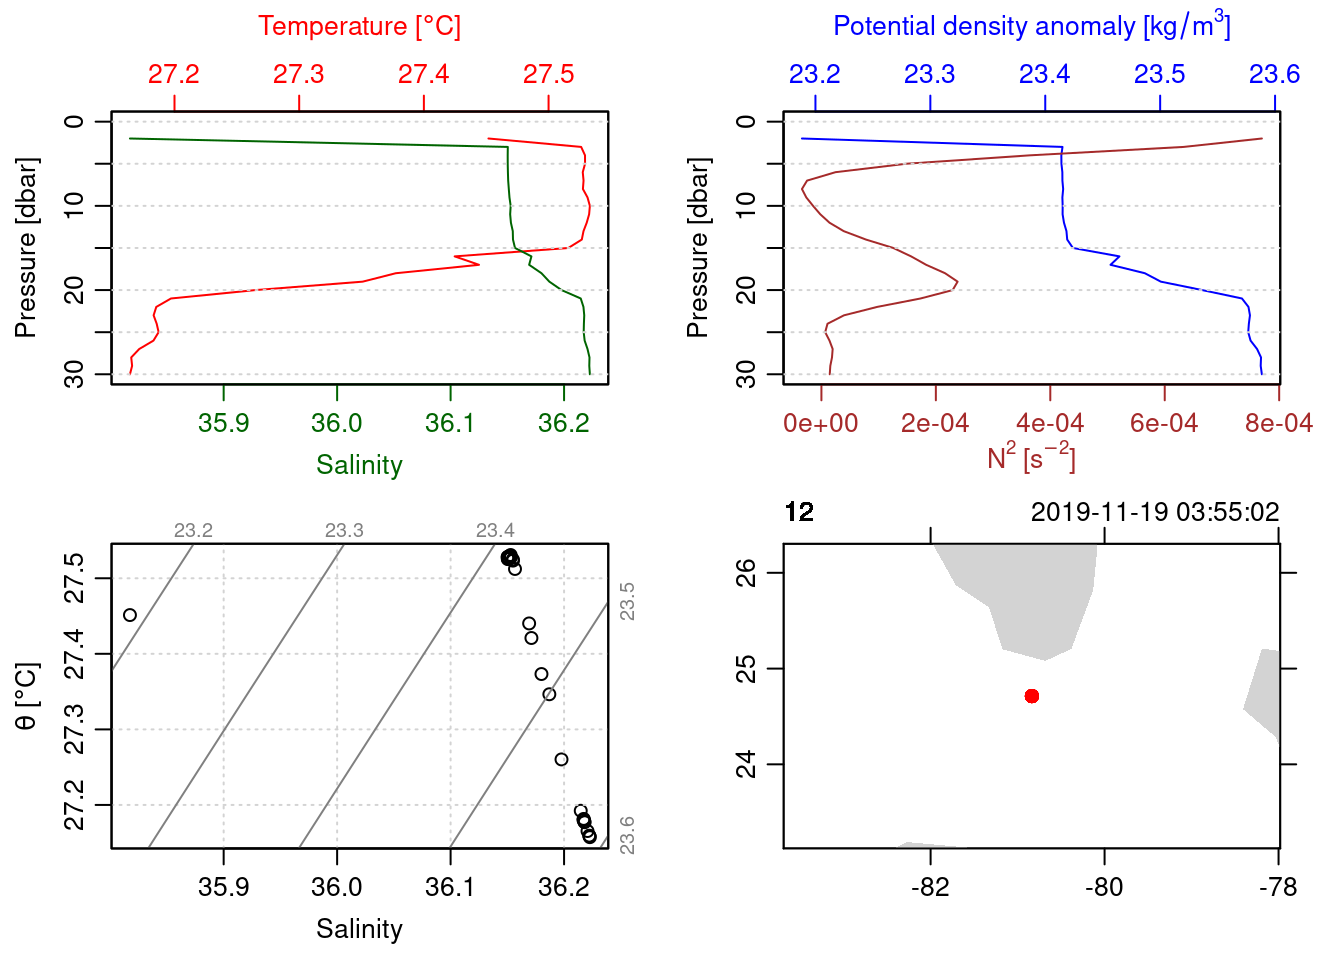 Temperature [°C]
27.2 27.3 27.4 27.5
0 10 20 30
Pressure [dbar]
35.9 36.0 36.1 36.2
Salinity
Potential density anomaly [kg/m³]
23.2 23.3 23.4 23.5 23.6
0 10 20 30
Pressure [dbar]
0e+00 2e-04 4e-04 6e-04 8e-04
N² [s⁻²]
23.2 23.3 23.4
23.5
23.6
27.5 27.4 27.3 27.2
θ [°C]
35.9 36.0 36.1 36.2
Salinity
12 2019-11-19 03:55:02
26 25 24
-82 -80 -78